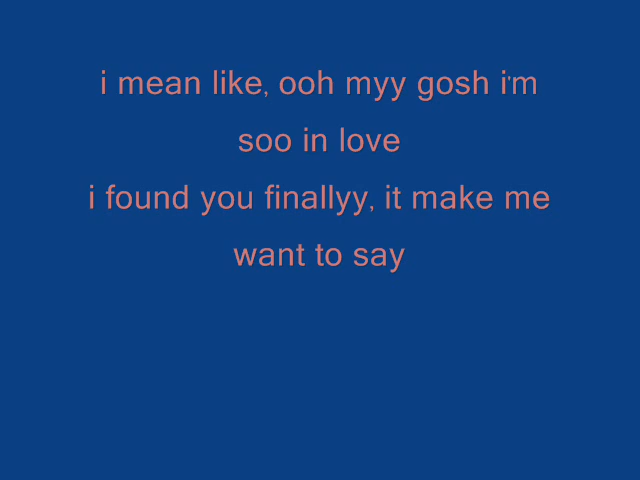 i mean like, ooh myy gosh i'm
soo in love
i found you finallyy, it make me
want to say